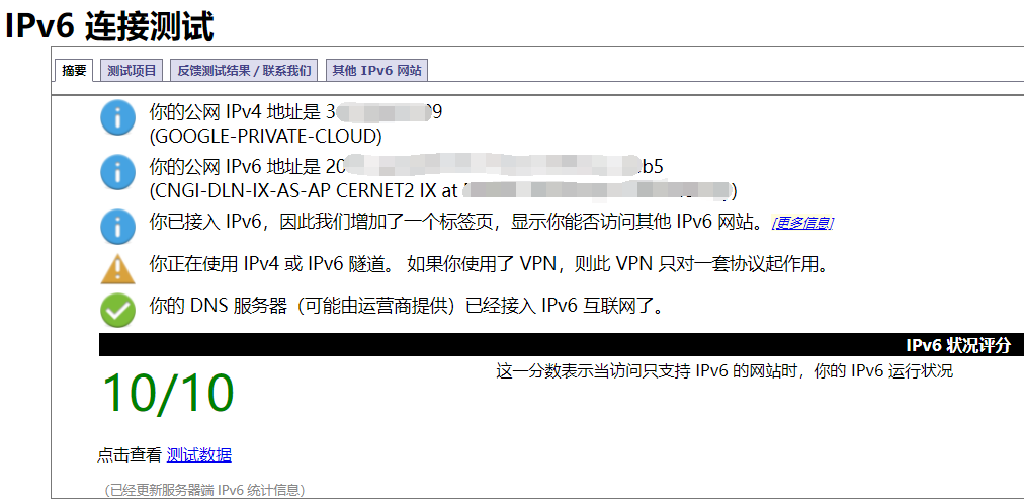 IPv6 连接测试
摘要 测试项目 反馈测试结果 / 联系我们 其他 IPv6 网站
你的公网 IPv4 地址是 3 9
(GOOGLE-PRIVATE-CLOUD)
你的公网 IPv6 地址是 20 b5
(CNGI-DLN-IX-AS-AP CERNET2 IX at )
你已接入 IPv6，因此我们增加了一个标签页，显示你能否访问其他 IPv6 网站。 [更多信息]
你正在使用 IPv4 或 IPv6 隧道。 如果你使用了 VPN，则此 VPN 只对一套协议起作用。
你的 DNS 服务器（可能由运营商提供）已经接入 IPv6 互联网了。
IPv6 状况评分
10/10
这一分数表示当访问只支持 IPv6 的网站时，你的 IPv6 运行状况
点击查看 测试数据
（已经更新服务器端 IPv6 统计信息）